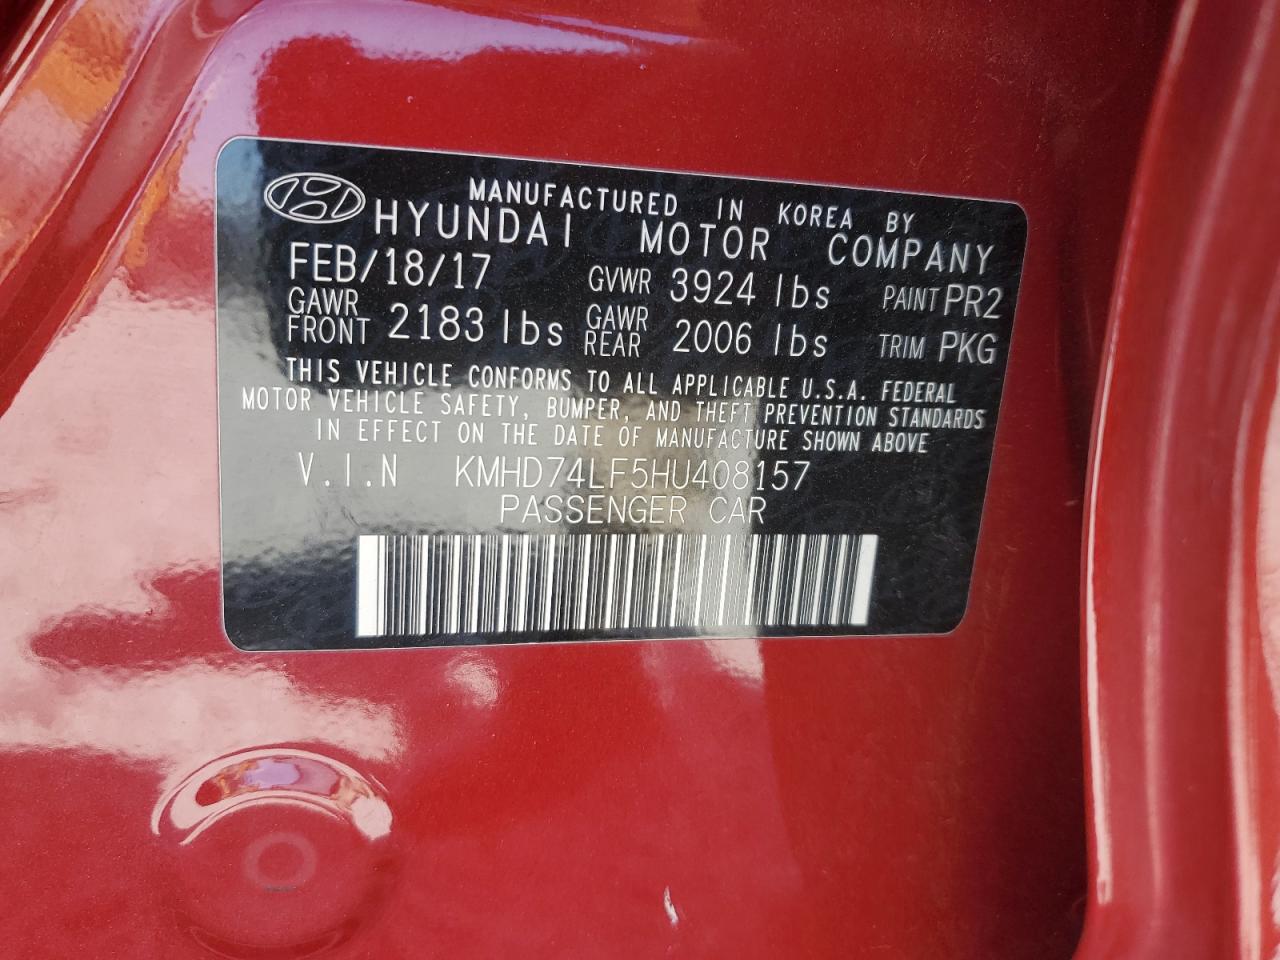 MANUFACTURED IN KOREA BY
HYUNDAI MOTOR COMPANY
FEB/18/17 GVWR 3924 lbs PAINT PR2
GAWR FRONT 2183 lbs GAWR REAR 2006 lbs TRIM PKG
THIS VEHICLE CONFORMS TO ALL APPLICABLE U.S.A. FEDERAL
MOTOR VEHICLE SAFETY, BUMPER, AND THEFT PREVENTION STANDARDS
IN EFFECT ON THE DATE OF MANUFACTURE SHOWN ABOVE
V.I.N KMHD74LF5HU408157
PASSENGER CAR